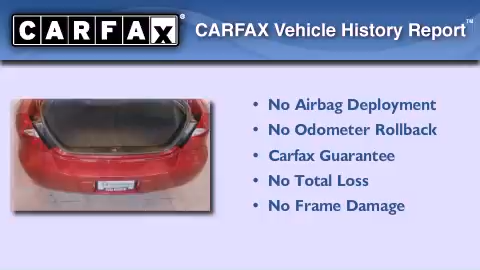 CARFAX®
CARFAX Vehicle History Report™
• No Airbag Deployment
• No Odometer Rollback
• Carfax Guarantee
• No Total Loss
• No Frame Damage